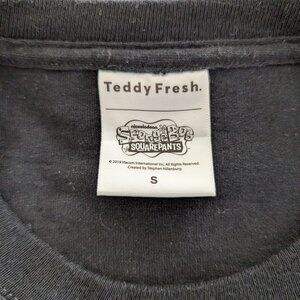 Teddy Fresh.
nickelodeon
SpongeBob
SQUAREPANTS
© 2019 Viacom International Inc. All Rights Reserved.
Created by Stephen Hillenburg.
S